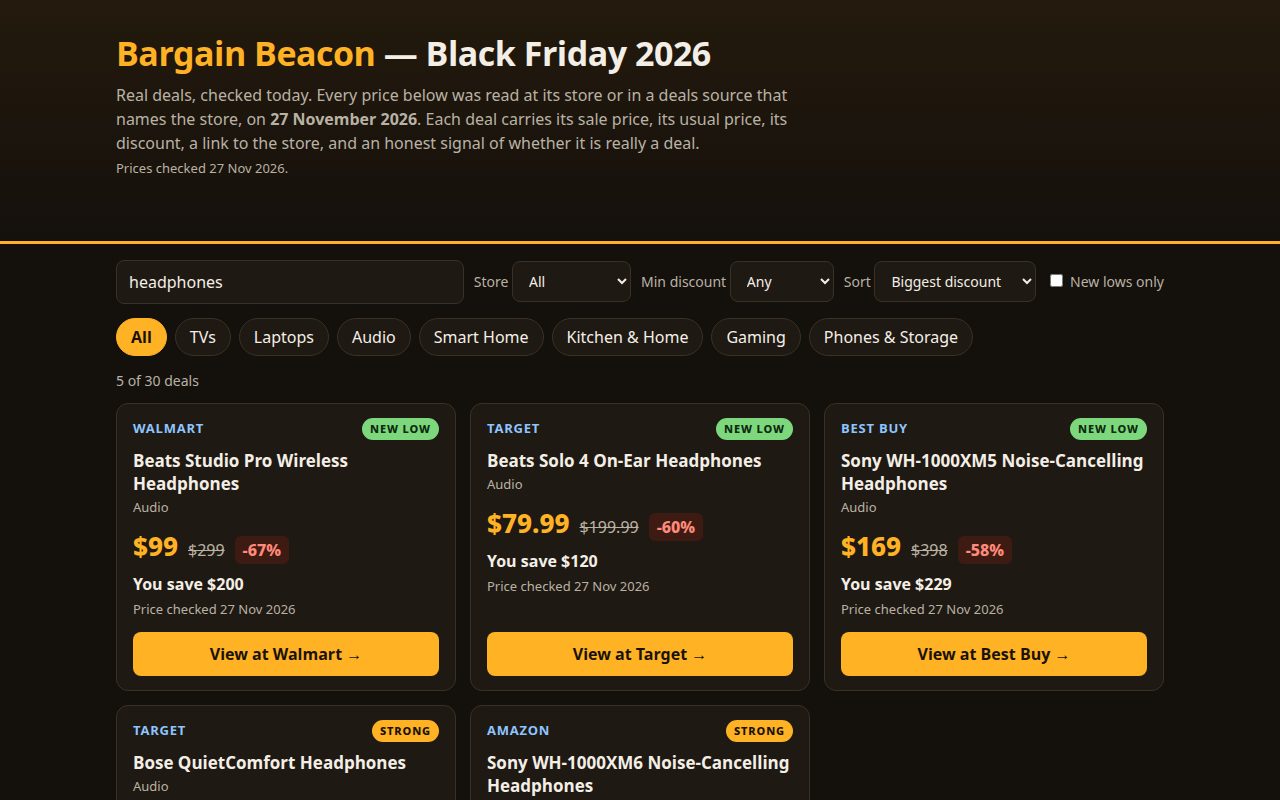 Bargain Beacon — Black Friday 2026
Real deals, checked today. Every price below was read at its store or in a deals source that
names the store, on 27 November 2026. Each deal carries its sale price, its usual price, its
discount, a link to the store, and an honest signal of whether it is really a deal.
Prices checked 27 Nov 2026.
headphones Store All Min discount Any Sort Biggest discount New lows only
All TVs Laptops Audio Smart Home Kitchen & Home Gaming Phones & Storage
5 of 30 deals
WALMART NEW LOW
Beats Studio Pro Wireless
Headphones
Audio
$99 $299 -67%
You save $200
Price checked 27 Nov 2026
View at Walmart →
TARGET NEW LOW
Beats Solo 4 On-Ear Headphones
Audio
$79.99 $199.99 -60%
You save $120
Price checked 27 Nov 2026
View at Target →
BEST BUY NEW LOW
Sony WH-1000XM5 Noise-Cancelling
Headphones
Audio
$169 $398 -58%
You save $229
Price checked 27 Nov 2026
View at Best Buy →
TARGET STRONG
Bose QuietComfort Headphones
Audio
AMAZON STRONG
Sony WH-1000XM6 Noise-Cancelling
Headphones